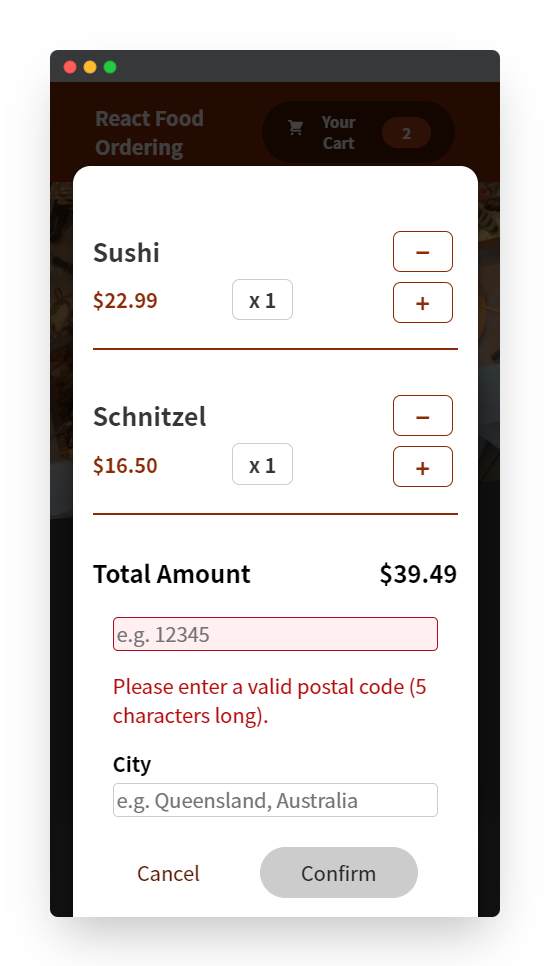 React Food
Ordering
Your
Cart
2
Sushi
−
$22.99
x 1
+
Schnitzel
−
$16.50
x 1
+
Total Amount
$39.49
e.g. 12345
Please enter a valid postal code (5
characters long).
City
e.g. Queensland, Australia
Cancel
Confirm